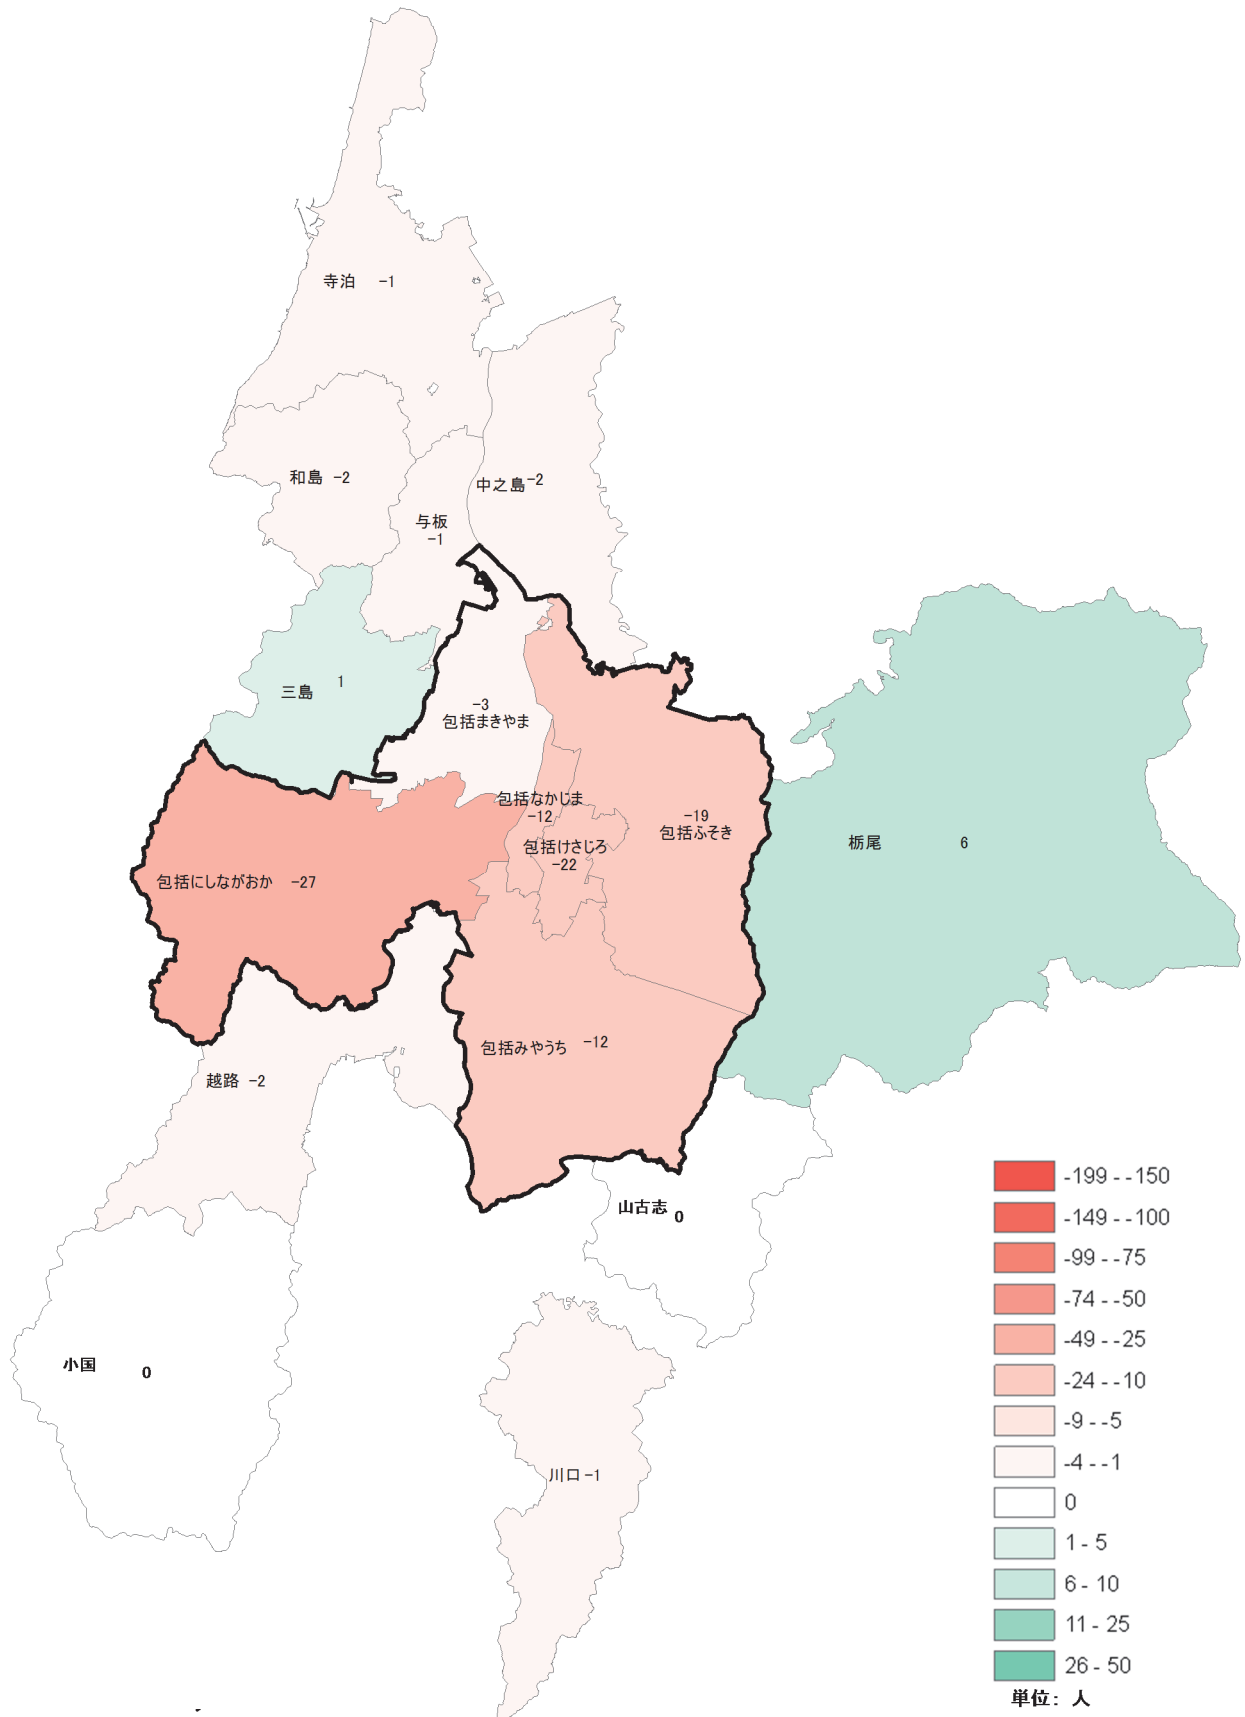 寺泊 -1
和島 -2
中之島 -2
与板
-1
三島 1
-3
包括まきやま
包括なかじま
-12
-19
包括ふそき
包括けさじろ
-22
栃尾 6
包括にしながおか -27
包括みやうち -12
越路 -2
山古志 0
小国 0
川口 -1
-199 - -150
-149 - -100
-99 - -75
-74 - -50
-49 - -25
-24 - -10
-9 - -5
-4 - -1
0
1 - 5
6 - 10
11 - 25
26 - 50
単位：人